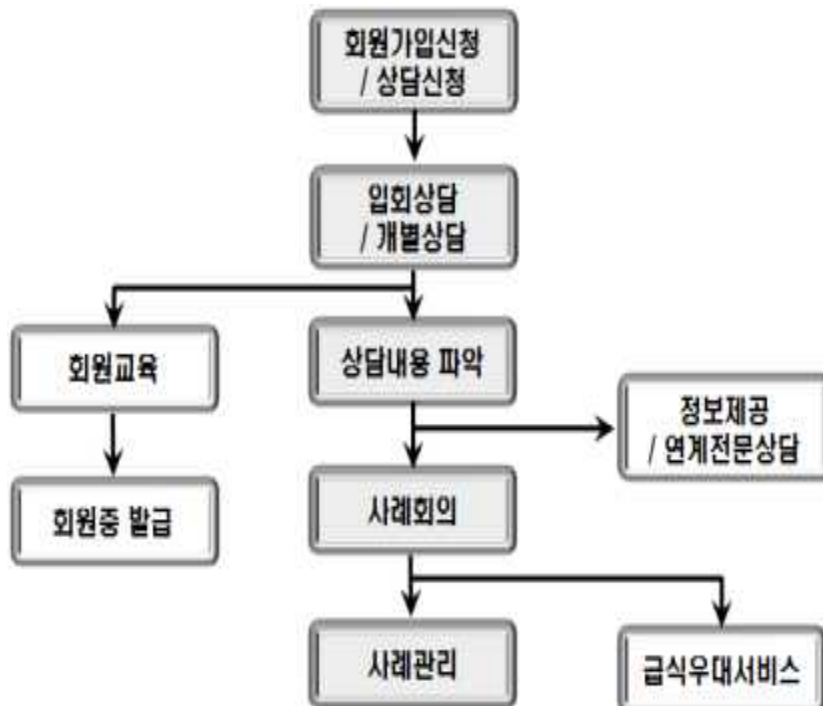 회원가입신청
/ 상담신청
입회상담
/ 개별상담
회원교육
상담내용 파악
정보제공
/ 연계전문상담
회원증 발급
사례회의
사례관리
급식우대서비스